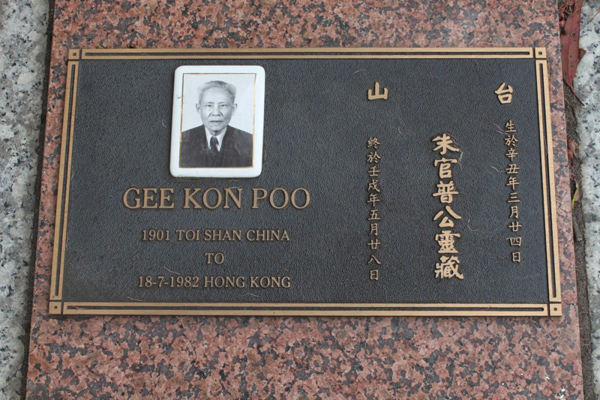 GEE KON POO
1901 TOI SHAN CHINA
TO
18-7-1982 HONG KONG
台山
生於辛丑年三月廿四日
朱官普公靈藏
終於壬戌年五月廿八日